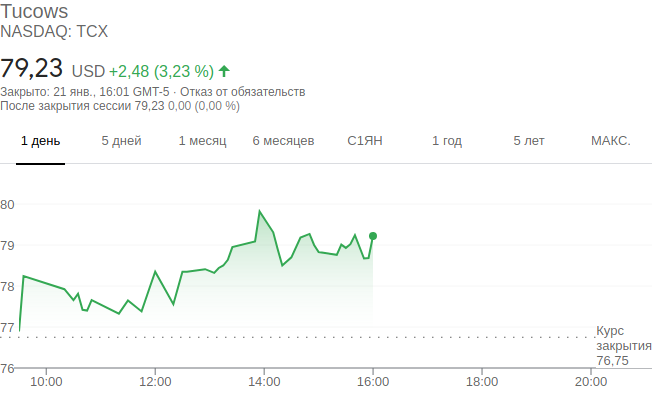 Tucows
NASDAQ: TCX
79,23 USD +2,48 (3,23 %)
Закрыто: 21 янв., 16:01 GMT-5 · Отказ от обязательств
После закрытия сессии 79,23 0,00 (0,00 %)
1 день 5 дней 1 месяц 6 месяцев С1ЯН 1 год 5 лет МАКС.
80
79
78
77
Курс
закрытия
76,75
76
10:00 12:00 14:00 16:00 18:00 20:00